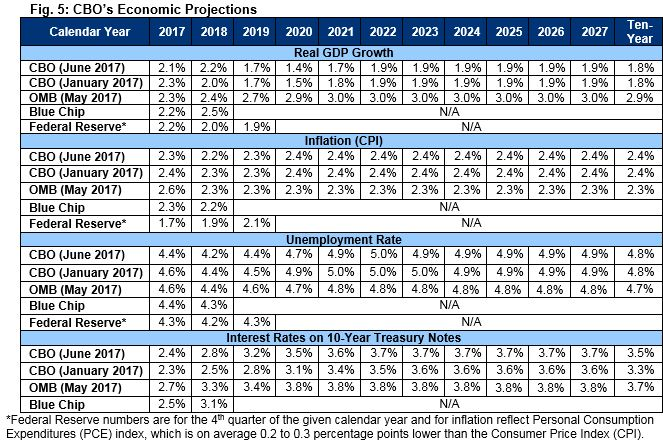 Fig. 5: CBO's Economic Projections
Calendar Year 2017 2018 2019 2020 2021 2022 2023 2024 2025 2026 2027 Ten-Year
Real GDP Growth
CBO (June 2017) 2.1% 2.2% 1.7% 1.4% 1.7% 1.9% 1.9% 1.9% 1.9% 1.9% 1.9% 1.8%
CBO (January 2017) 2.3% 2.0% 1.7% 1.5% 1.8% 1.9% 1.9% 1.9% 1.9% 1.9% 1.9% 1.8%
OMB (May 2017) 2.3% 2.4% 2.7% 2.9% 3.0% 3.0% 3.0% 3.0% 3.0% 3.0% 3.0% 2.9%
Blue Chip 2.2% 2.5% N/A
Federal Reserve* 2.2% 2.0% 1.9% N/A
Inflation (CPI)
CBO (June 2017) 2.3% 2.2% 2.3% 2.4% 2.4% 2.4% 2.4% 2.4% 2.4% 2.4% 2.4% 2.4%
CBO (January 2017) 2.4% 2.3% 2.3% 2.4% 2.4% 2.4% 2.4% 2.4% 2.4% 2.4% 2.4% 2.4%
OMB (May 2017) 2.6% 2.3% 2.3% 2.3% 2.3% 2.3% 2.3% 2.3% 2.3% 2.3% 2.3% 2.3%
Blue Chip 2.3% 2.2% N/A
Federal Reserve* 1.7% 1.9% 2.1% N/A
Unemployment Rate
CBO (June 2017) 4.4% 4.2% 4.4% 4.7% 4.9% 5.0% 4.9% 4.9% 4.9% 4.9% 4.9% 4.8%
CBO (January 2017) 4.6% 4.4% 4.5% 4.9% 5.0% 5.0% 5.0% 4.9% 4.9% 4.9% 4.9% 4.8%
OMB (May 2017) 4.6% 4.4% 4.6% 4.7% 4.8% 4.8% 4.8% 4.8% 4.8% 4.8% 4.8% 4.7%
Blue Chip 4.4% 4.3% N/A
Federal Reserve* 4.3% 4.2% 4.3% N/A
Interest Rates on 10-Year Treasury Notes
CBO (June 2017) 2.4% 2.8% 3.2% 3.5% 3.6% 3.7% 3.7% 3.7% 3.7% 3.7% 3.7% 3.5%
CBO (January 2017) 2.3% 2.5% 2.8% 3.1% 3.4% 3.5% 3.6% 3.6% 3.6% 3.6% 3.6% 3.3%
OMB (May 2017) 2.7% 3.3% 3.4% 3.8% 3.8% 3.8% 3.8% 3.8% 3.8% 3.8% 3.8% 3.7%
Blue Chip 2.5% 3.1% N/A
*Federal Reserve numbers are for the 4th quarter of the given calendar year and for inflation reflect Personal Consumption
Expenditures (PCE) index, which is on average 0.2 to 0.3 percentage points lower than the Consumer Price Index (CPI).